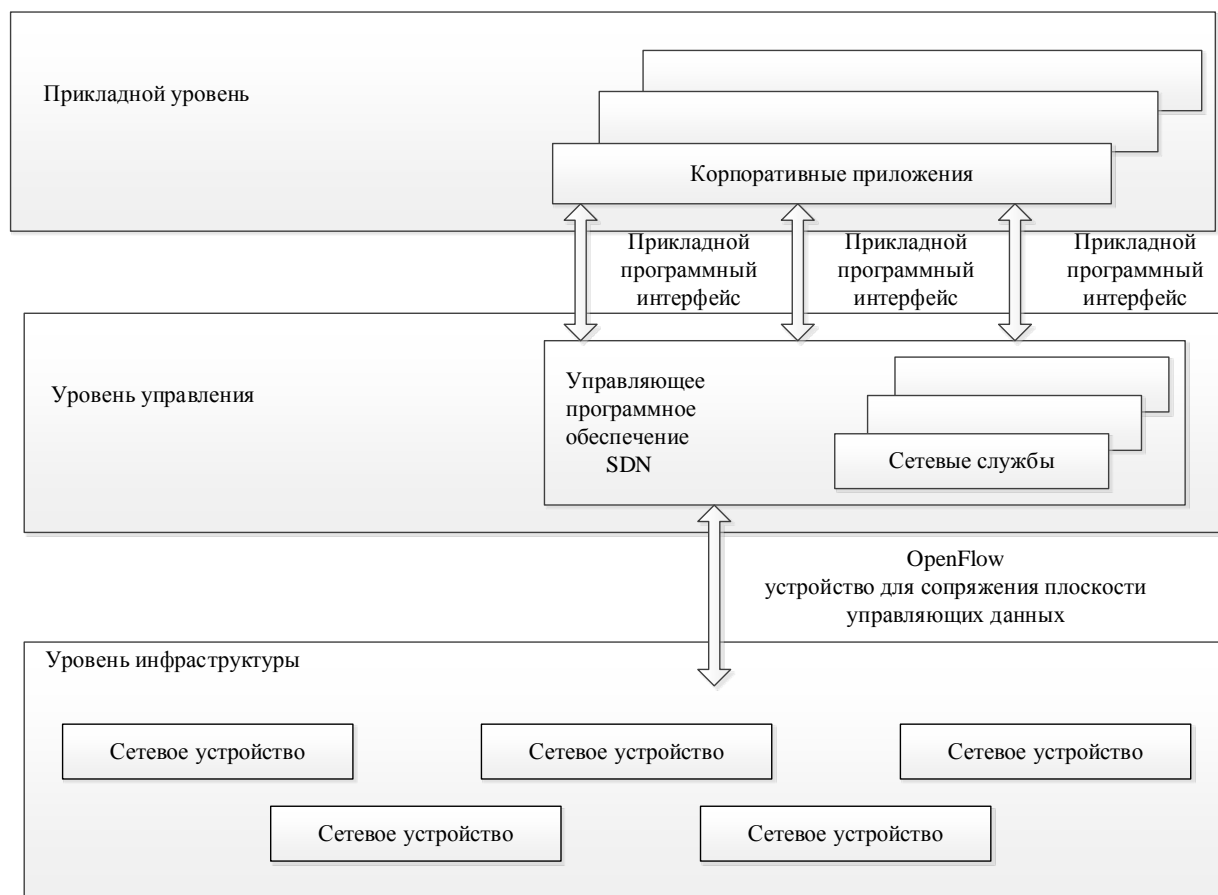 Прикладной уровень
Корпоративные приложения
Прикладной
программный
интерфейс
Прикладной
программный
интерфейс
Прикладной
программный
интерфейс
Уровень управления
Управляющее
программное
обеспечение
SDN
Сетевые службы
OpenFlow
устройство для сопряжения плоскости
управляющих данных
Уровень инфраструктуры
Сетевое устройство
Сетевое устройство
Сетевое устройство
Сетевое устройство
Сетевое устройство